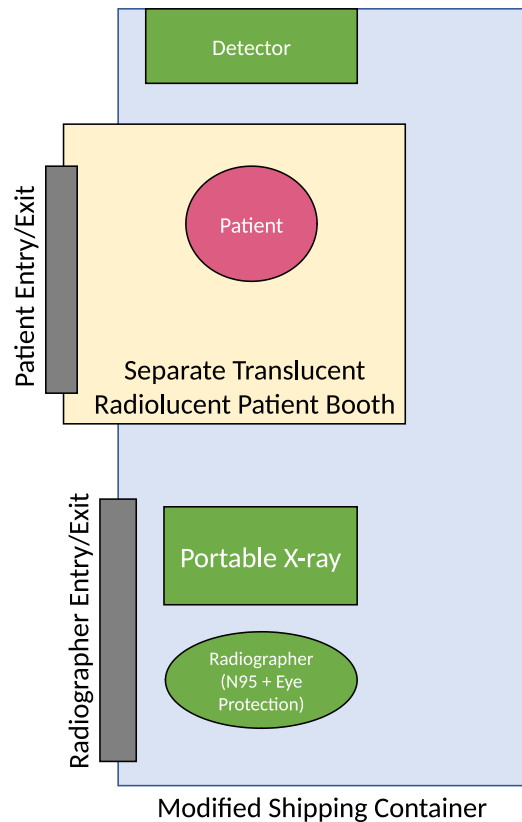 Detector
Patient Entry/Exit
Patient
Separate Translucent
Radiolucent Patient Booth
Radiographer Entry/Exit
Portable X-ray
Radiographer
(N95 + Eye
Protection)
Modified Shipping Container